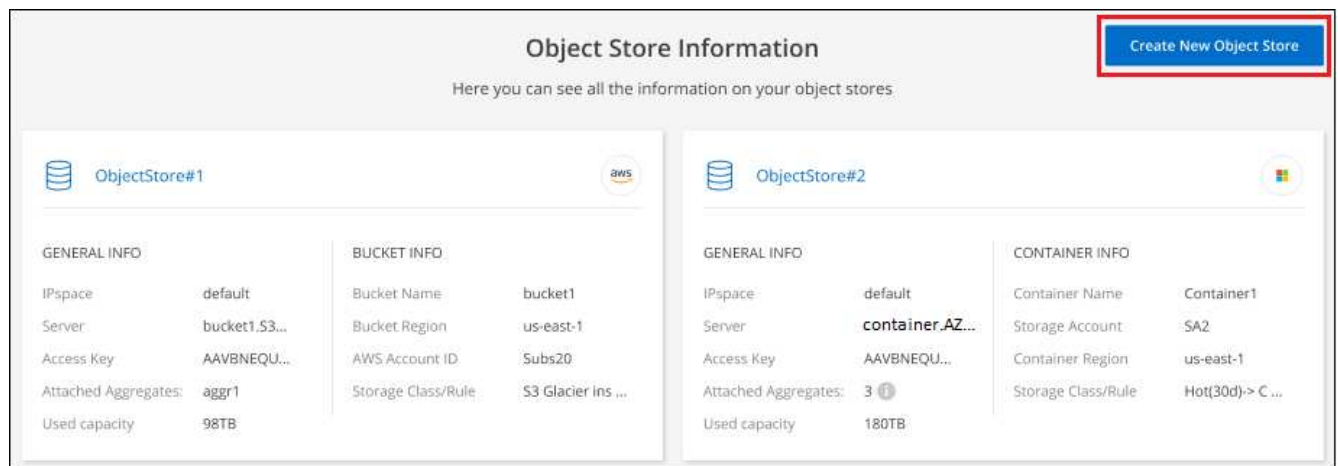 Object Store Information
Create New Object Store
Here you can see all the information on your object stores
ObjectStore#1
aws
GENERAL INFO
IPspace default
Server bucket1.S3...
Access Key AAVBNEQU...
Attached Aggregates: aggr1
Used capacity 98TB
BUCKET INFO
Bucket Name bucket1
Bucket Region us-east-1
AWS Account ID Subs20
Storage Class/Rule S3 Glacier ins ...
ObjectStore#2
GENERAL INFO
IPspace default
Server container.AZ...
Access Key AAVBNEQU...
Attached Aggregates: 3 i
Used capacity 180TB
CONTAINER INFO
Container Name Container1
Storage Account SA2
Container Region us-east-1
Storage Class/Rule Hot(30d)-> C ...